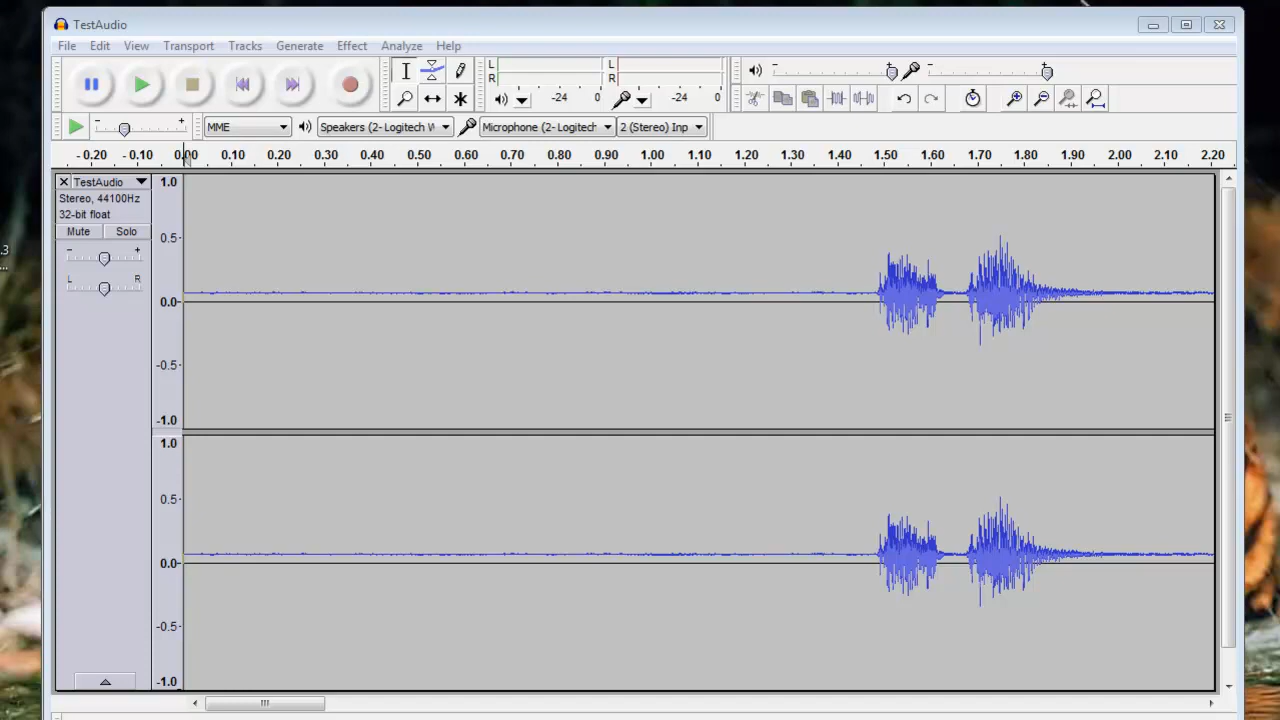 TestAudio
File Edit View Transport Tracks Generate Effect Analyze Help
L R -24 0
L R -24 0
MME Speakers (2- Logitech W Microphone (2- Logitech 2 (Stereo) Inp
- 0.20 - 0.10 0.00 0.10 0.20 0.30 0.40 0.50 0.60 0.70 0.80 0.90 1.00 1.10 1.20 1.30 1.40 1.50 1.60 1.70 1.80 1.90 2.00 2.10 2.20
TestAudio
Stereo, 44100Hz
32-bit float
Mute Solo
- +
L R
1.0
0.5
0.0
-0.5
-1.0
1.0
0.5
0.0
-0.5
-1.0
.3
...